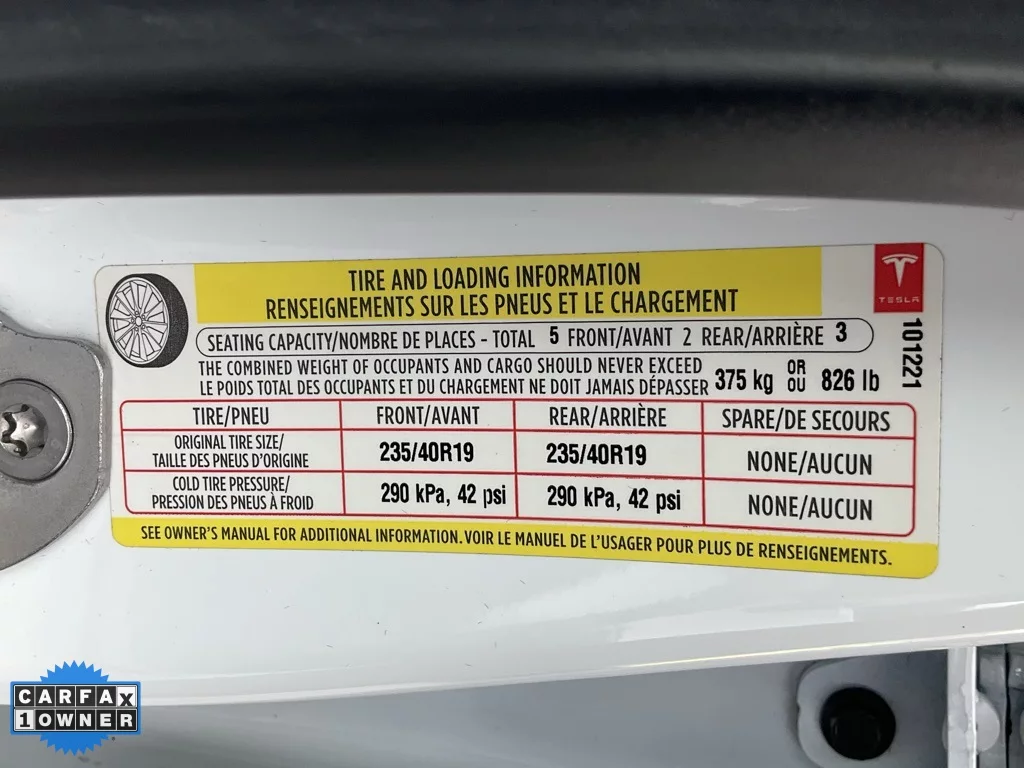 TIRE AND LOADING INFORMATION
RENSEIGNEMENTS SUR LES PNEUS ET LE CHARGEMENT
TESLA
SEATING CAPACITY/NOMBRE DE PLACES - TOTAL 5 FRONT/AVANT 2 REAR/ARRIÈRE 3
101221
THE COMBINED WEIGHT OF OCCUPANTS AND CARGO SHOULD NEVER EXCEED
LE POIDS TOTAL DES OCCUPANTS ET DU CHARGEMENT NE DOIT JAMAIS DÉPASSER
375 kg OR OU 826 lb
TIRE/PNEU FRONT/AVANT REAR/ARRIÈRE SPARE/DE SECOURS
ORIGINAL TIRE SIZE/
TAILLE DES PNEUS D'ORIGINE
235/40R19 235/40R19 NONE/AUCUN
COLD TIRE PRESSURE/
PRESSION DES PNEUS À FROID
290 kPa, 42 psi 290 kPa, 42 psi NONE/AUCUN
SEE OWNER'S MANUAL FOR ADDITIONAL INFORMATION. VOIR LE MANUEL DE L'USAGER POUR PLUS DE RENSEIGNEMENTS.
CARFAX
1 OWNER